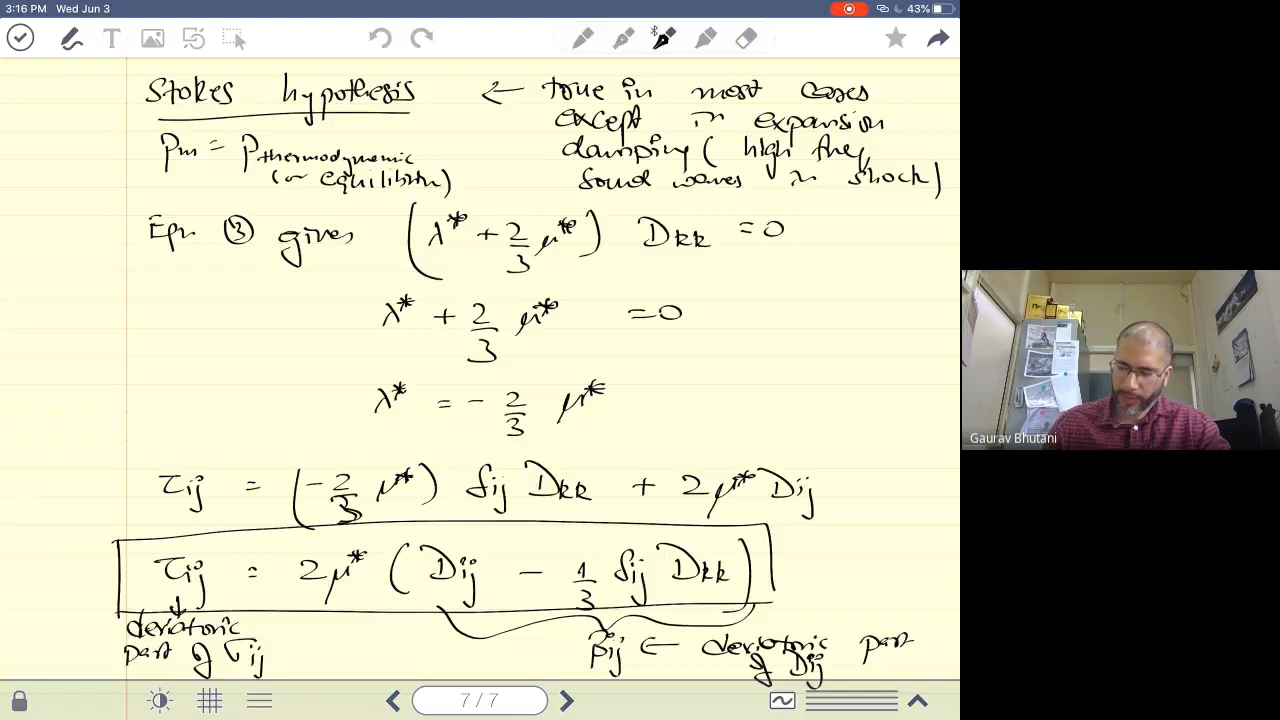 3:16 PM Wed Jun 3
43%
Stokes hypothesis ← true in most cases
except in expansion
Pm = Pthermodynamic
damping ( high freq
(or equilibrium)
sound waves in shock)
Eqn ③ gives (λ* + 2/3 μ*) Dkk = 0
λ* + 2/3 μ* = 0
λ* = - 2/3 μ*
τij = (-2/3 μ*) δij Dkk + 2μ* Dij
τij = 2μ* (Dij - 1/3 δij Dkk)
deviatoric
part of σij
βij ← deviatoric part
of Dij
7 / 7
Gaurav Bhutani